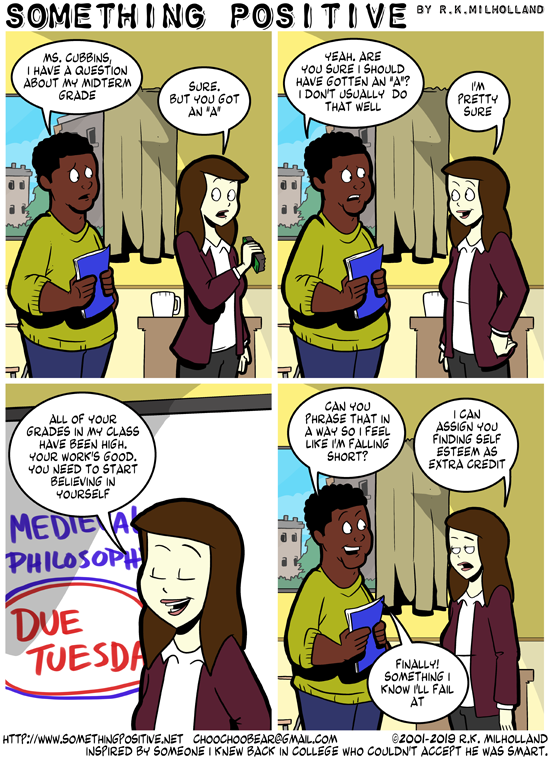 SOMETHING POSITIVE BY R.K.MILHOLLAND
MS. CUBBINS,
I HAVE A QUESTION
ABOUT MY MIDTERM
GRADE
SURE.
BUT YOU GOT
AN "A"
YEAH. ARE
YOU SURE I SHOULD
HAVE GOTTEN AN "A"?
I DON'T USUALLY DO
THAT WELL
I'M
PRETTY
SURE
ALL OF YOUR
GRADES IN MY CLASS
HAVE BEEN HIGH.
YOUR WORK'S GOOD.
YOU NEED TO START
BELIEVING IN
YOURSELF
MEDIEVAL
PHILOSOPH
DUE
TUESDA
CAN YOU
PHRASE THAT IN
A WAY SO I FEEL
LIKE I'M FALLING
SHORT?
I CAN
ASSIGN YOU
FINDING SELF
ESTEEM AS
EXTRA CREDIT
FINALLY!
SOMETHING I
KNOW I'LL FAIL
AT
HTTP://WWW.SOMETHINGPOSITIVE.NET CHOOCHOOBEAR@GMAIL.COM ©2001-2019 R.K. MILHOLLAND
INSPIRED BY SOMEONE I KNEW BACK IN COLLEGE WHO COULDN'T ACCEPT HE WAS SMART.